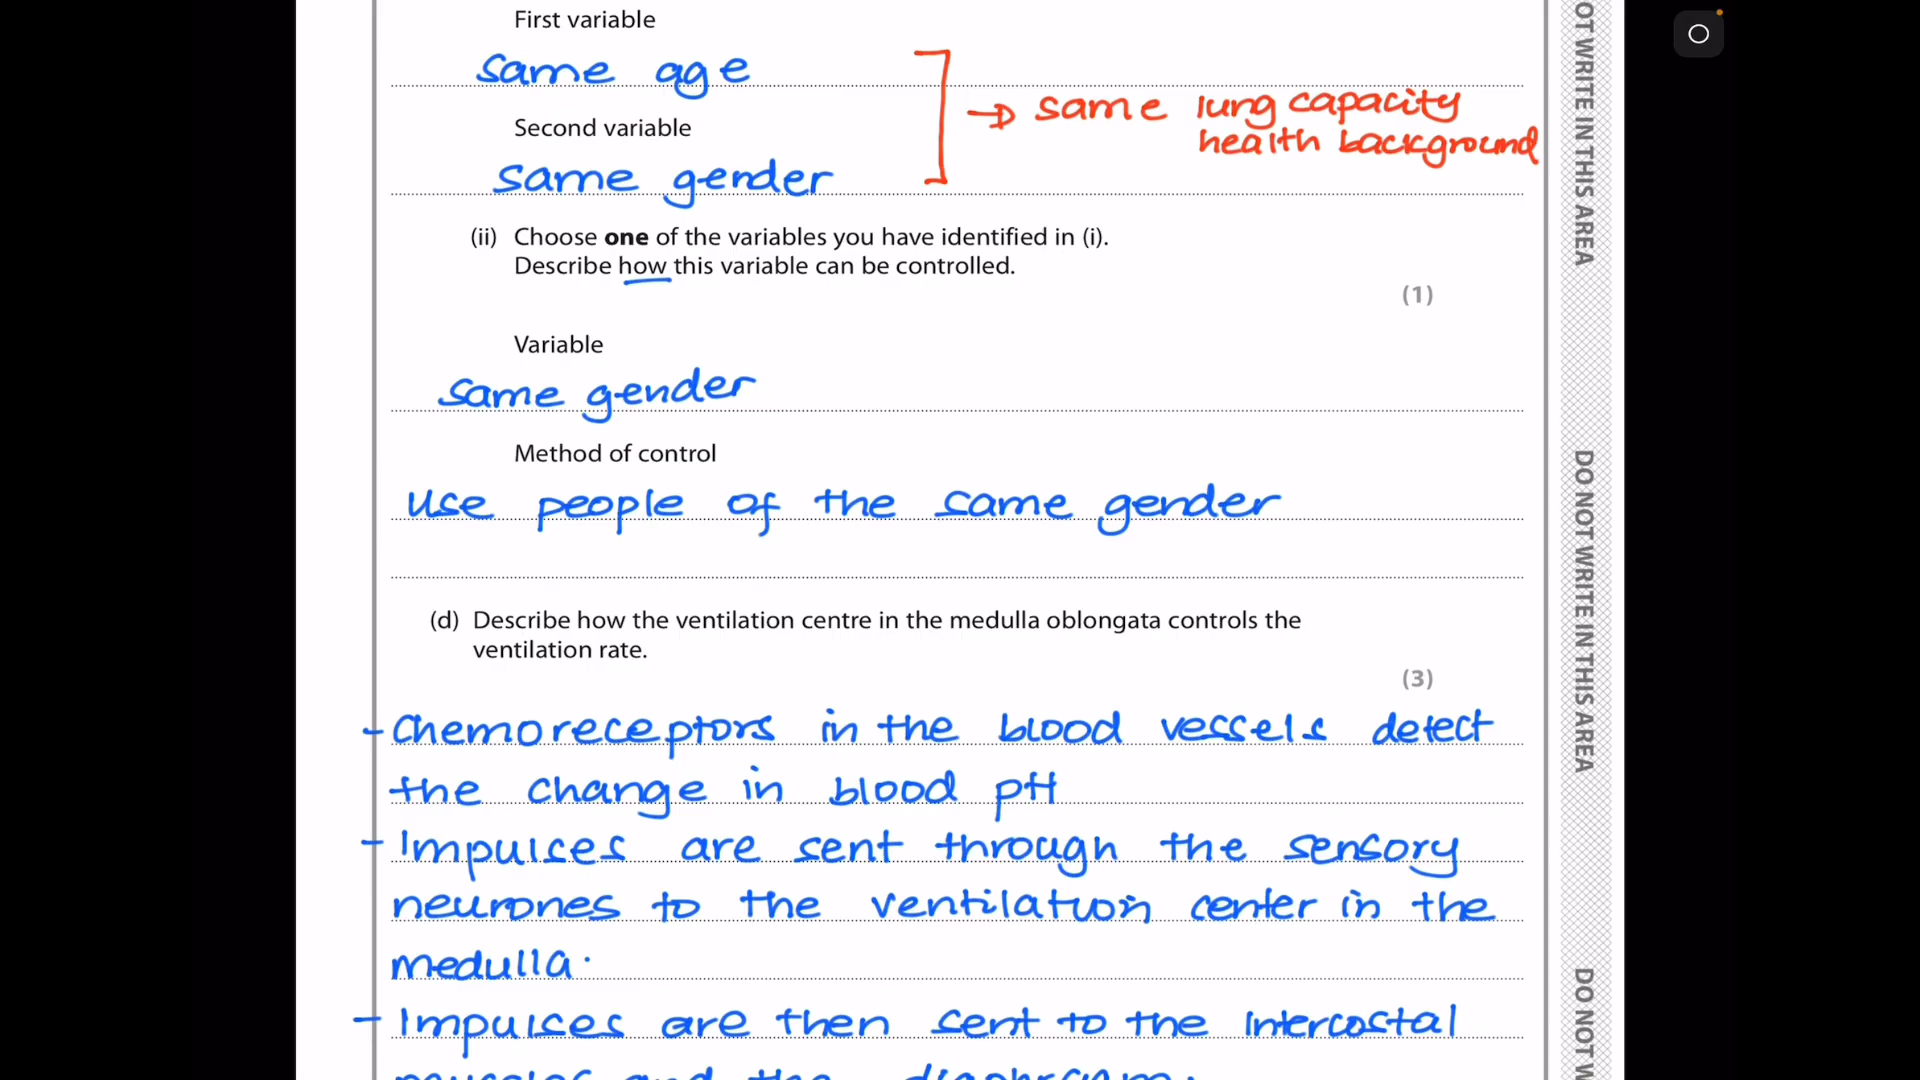 First variable
same age
→ same lung capacity
health background
Second variable
same gender
(ii) Choose one of the variables you have identified in (i).
Describe how this variable can be controlled.
(1)
Variable
same gender
Method of control
use people of the same gender
(d) Describe how the ventilation centre in the medulla oblongata controls the
ventilation rate.
(3)
- Chemoreceptors in the blood vessels detect
the change in blood pH
- Impulses are sent through the sensory
neurones to the ventilation center in the
medulla.
- Impulses are then sent to the intercostal
muscles and the diaphragm.
OT WRITE IN THIS AREA
DO NOT WRITE IN THIS AREA
DO NOT W